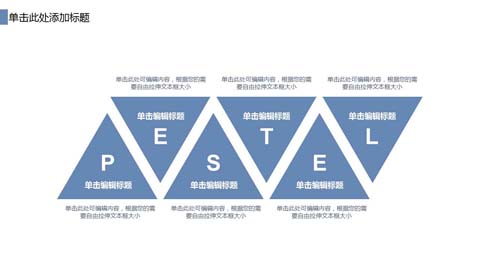 单击此处添加标题
单击此处可编辑内容，根据您的需
要自由拉伸文本框大小
单击此处可编辑内容，根据您的需
要自由拉伸文本框大小
单击此处可编辑内容，根据您的需
要自由拉伸文本框大小
单击编辑标题
单击编辑标题
单击编辑标题
E
T
L
P
S
E
单击编辑标题
单击编辑标题
单击编辑标题
单击此处可编辑内容，根据您的需
要自由拉伸文本框大小
单击此处可编辑内容，根据您的需
要自由拉伸文本框大小
单击此处可编辑内容，根据您的需
要自由拉伸文本框大小